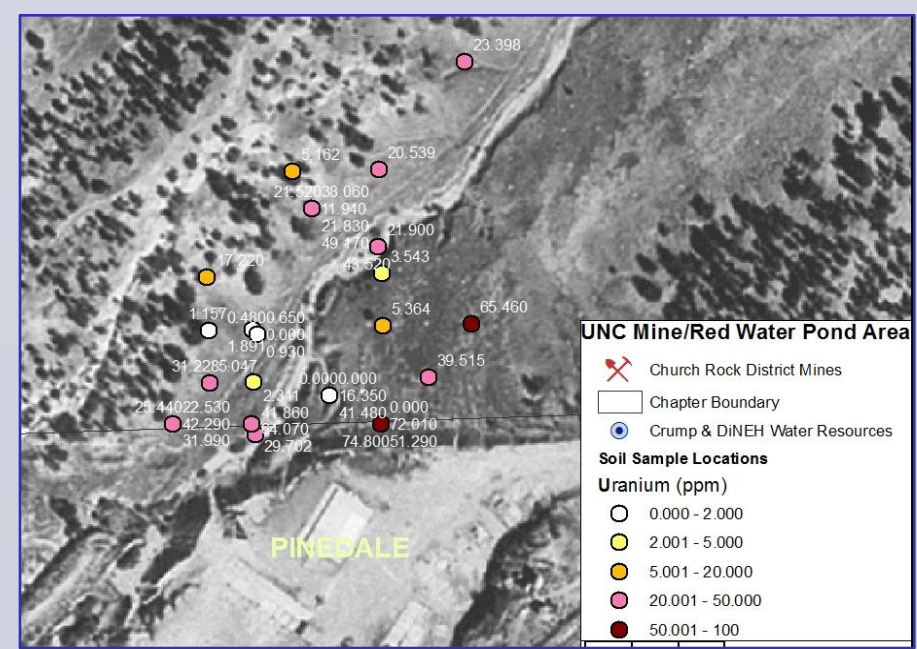 23.398
5.162
20.539
21.52038.060
11.940
21.830
49.170
21.900
3.543
43.520
17.220
1.157
0.4800.650
0.000
1.891
0.930
5.364
65.460
39.515
31.2285.047
0.0000.000
16.350
41.480
0.000
72.010
74.80051.290
25.44022.530
42.290
31.990
41.860
29.702
PINEDALE
UNC Mine/Red Water Pond Area
Church Rock District Mines
Chapter Boundary
Crump & DiNEH Water Resources
Soil Sample Locations
Uranium (ppm)
0.000 - 2.000
2.001 - 5.000
5.001 - 20.000
20.001 - 50.000
50.001 - 100